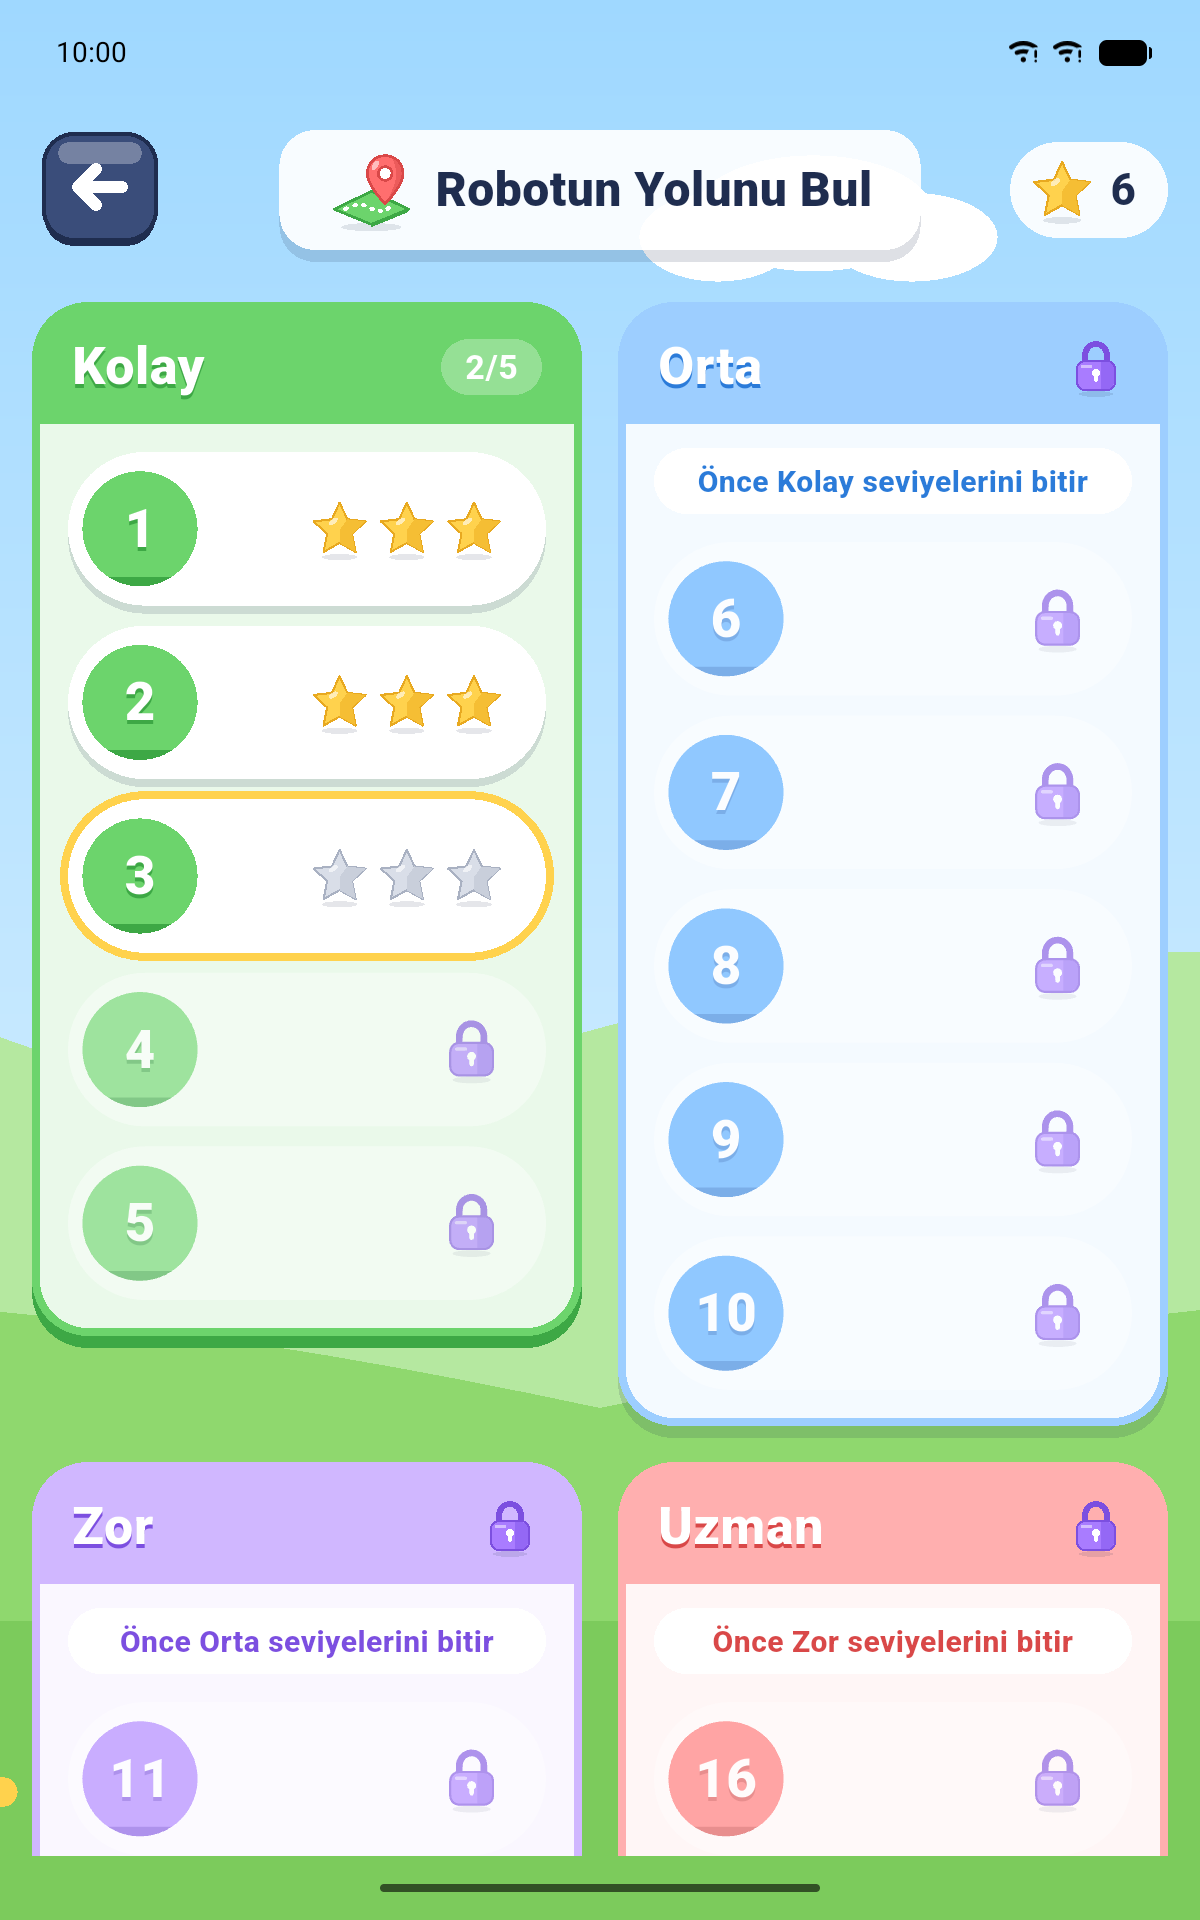 10:00
Robotun Yolunu Bul
6
Kolay
2/5
1
2
3
4
5
Orta
Önce Kolay seviyelerini bitir
6
7
8
9
10
Zor
Önce Orta seviyelerini bitir
11
Uzman
Önce Zor seviyelerini bitir
16